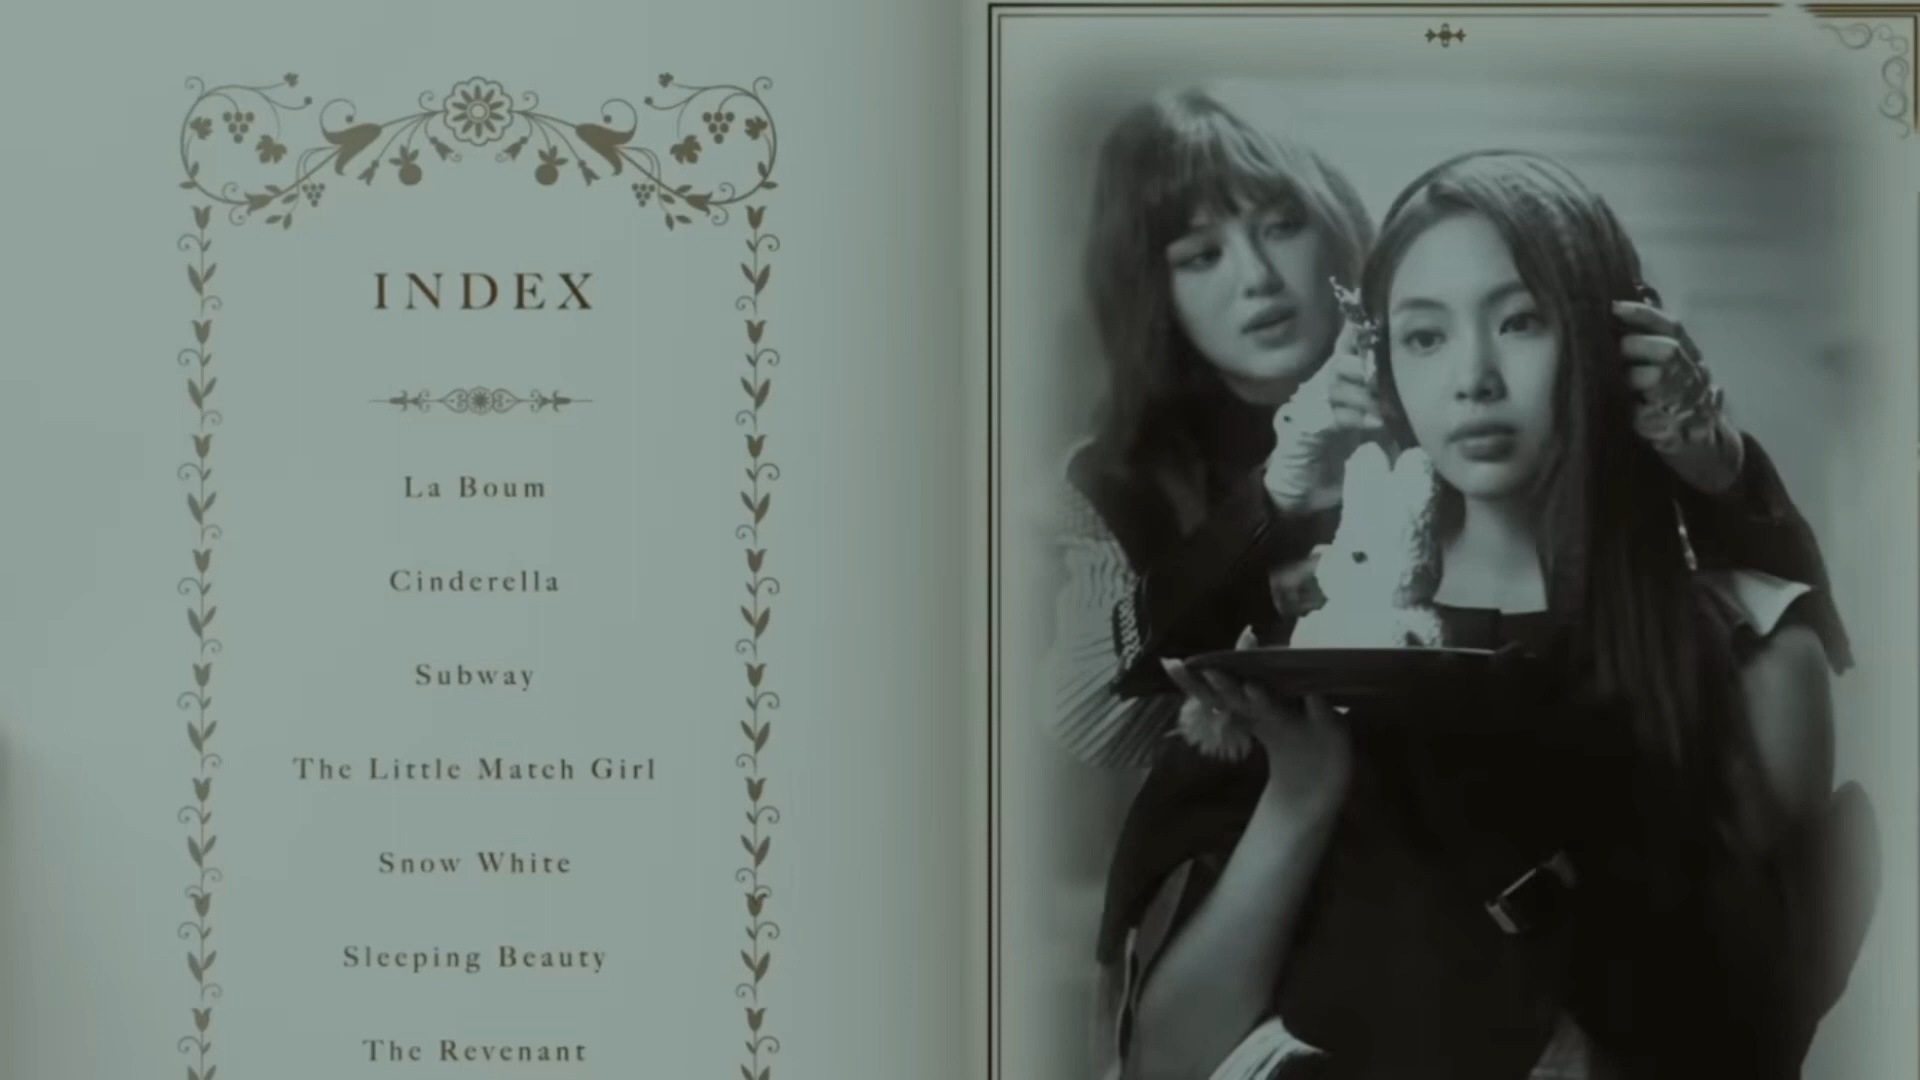 INDEX
La Boum
Cinderella
Subway
The Little Match Girl
Snow White
Sleeping Beauty
The Revenant